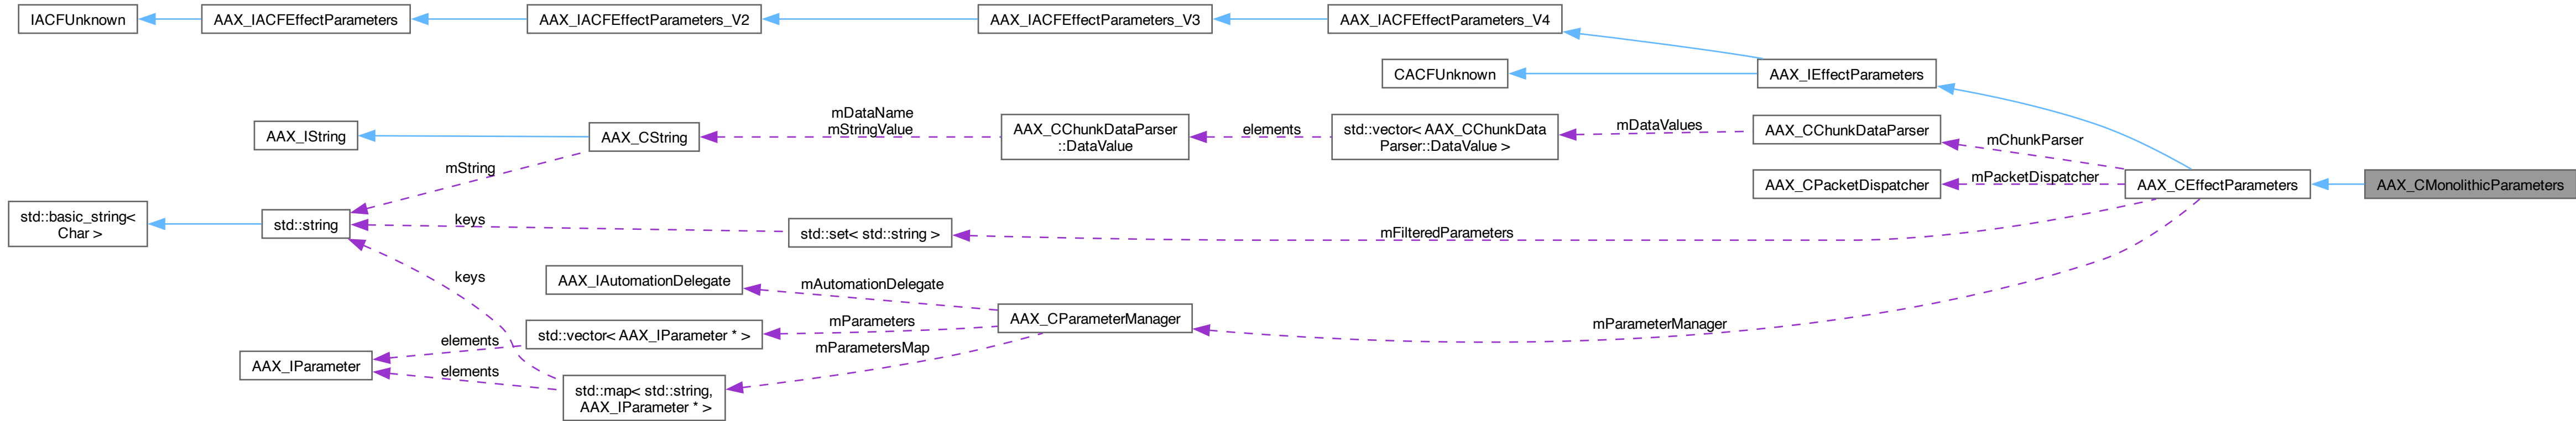 IACFUnknown
AAX_IACFEffectParameters
AAX_IACFEffectParameters_V2
AAX_IACFEffectParameters_V3
AAX_IACFEffectParameters_V4
CACFUnknown
AAX_IEffectParameters
AAX_IString
AAX_CString
mDataName
mStringValue
AAX_CChunkDataParser
::DataValue
elements
std::vector< AAX_CChunkData
Parser::DataValue >
mDataValues
AAX_CChunkDataParser
mChunkParser
mString
AAX_CPacketDispatcher
mPacketDispatcher
AAX_CEffectParameters
AAX_CMonolithicParameters
std::basic_string<
Char >
std::string
keys
std::set< std::string >
mFilteredParameters
keys
AAX_IAutomationDelegate
mAutomationDelegate
AAX_CParameterManager
mParameterManager
std::vector< AAX_IParameter * >
mParameters
mParametersMap
AAX_IParameter
elements
elements
std::map< std::string,
AAX_IParameter * >